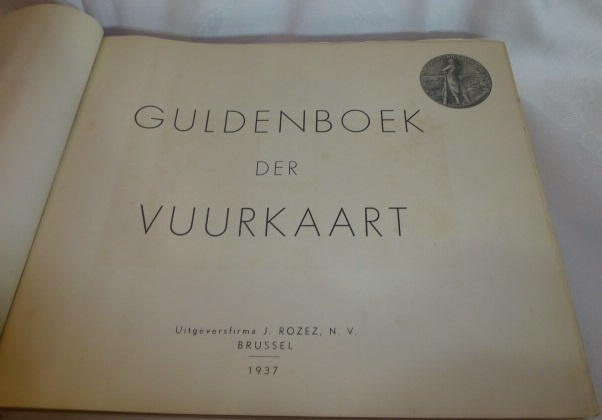 GULDENBOEK
DER
VUURKAART
Uitgeversfirma J. ROZEZ, N. V.
BRUSSEL
1937